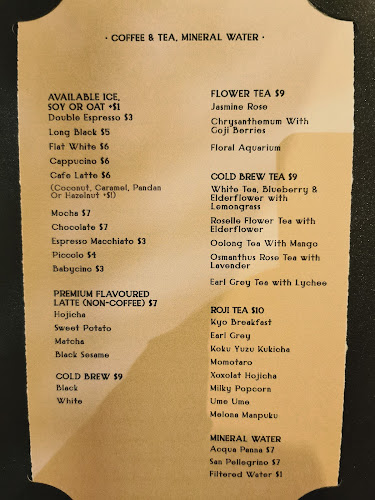 · COFFEE & TEA, MINERAL WATER ·
AVAILABLE ICE,
SOY OR OAT +$1
Double Espresso $3
Long Black $5
Flat White $6
Cappucino $6
Cafe Latte $6
(Coconut, Caramel, Pandan
Or Hazelnut +$1)
Mocha $7
Chocolate $7
Espresso Macchiato $3
Piccolo $4
Babycino $3
PREMIUM FLAVOURED
LATTE (NON-COFFEE) $7
Hojicha
Sweet Potato
Matcha
Black Sesame
COLD BREW $9
Black
White
FLOWER TEA $9
Jasmine Rose
Chrysanthemum With
Goji Berries
Floral Aquarium
COLD BREW TEA $9
White Tea, Blueberry &
Elderflower with
Lemongrass
Roselle Flower Tea with
Elderflower
Oolong Tea With Mango
Osmanthus Rose Tea with
Lavender
Earl Grey Tea with Lychee
ROJI TEA $10
Kyo Breakfast
Earl Grey
Koku Yuzu Kukicha
Momotaro
Xoxolat Hojicha
Milky Popcorn
Ume Ume
Melona Manpuku
MINERAL WATER
Acqua Panna $7
San Pellegrino $7
Filtered Water $1